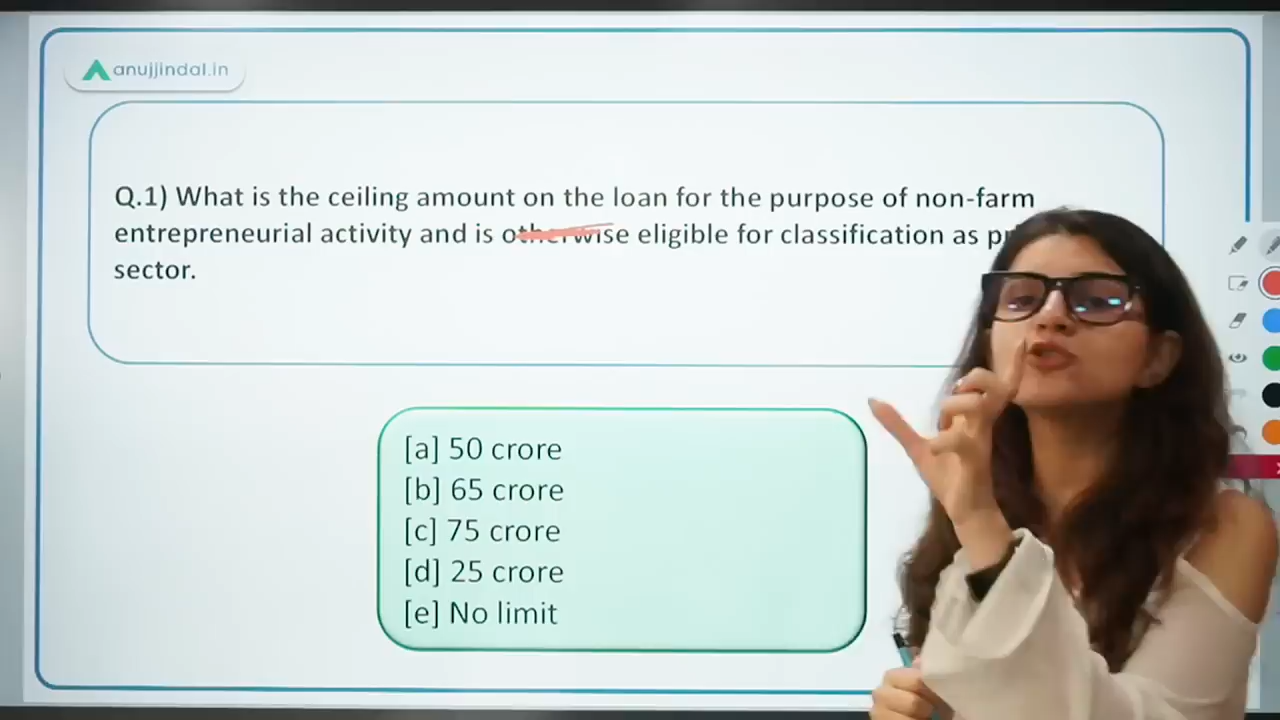 anujjindal.in
Q.1) What is the ceiling amount on the loan for the purpose of non-farm
entrepreneurial activity and is otherwise eligible for classification as
sector.
[a] 50 crore
[b] 65 crore
[c] 75 crore
[d] 25 crore
[e] No limit